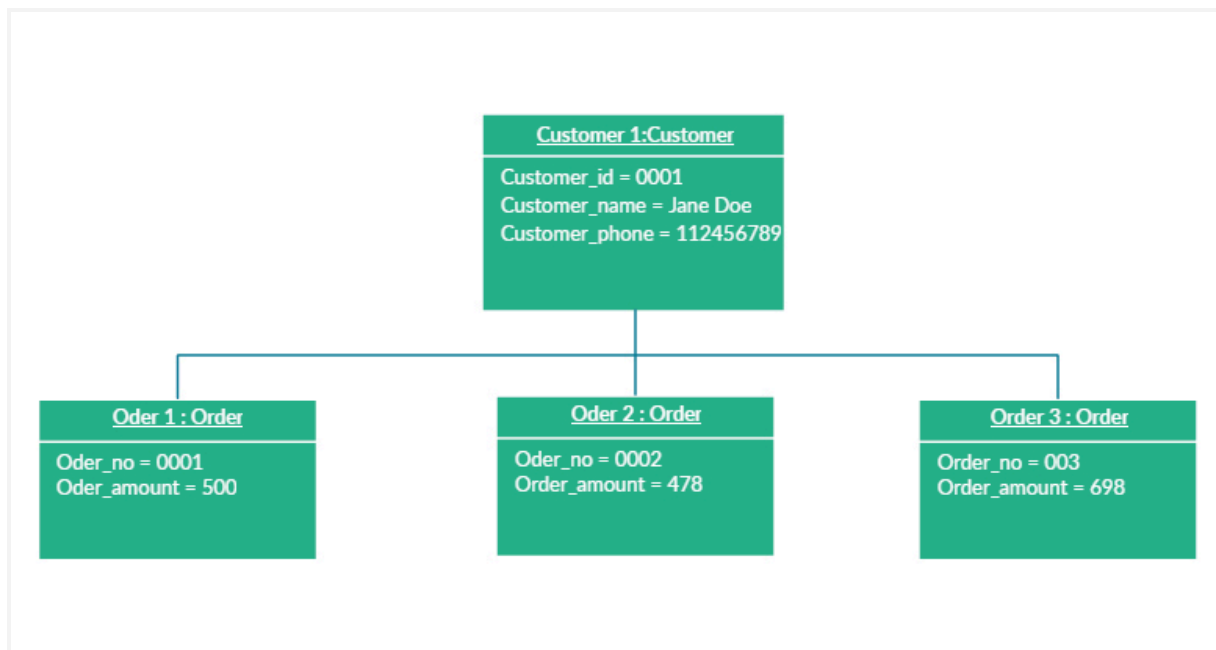 Customer 1:Customer
Customer_id = 0001
Customer_name = Jane Doe
Customer_phone = 112456789
Oder 1 : Order
Oder_no = 0001
Oder_amount = 500
Oder 2 : Order
Oder_no = 0002
Order_amount = 478
Order 3 : Order
Order_no = 003
Order_amount = 698